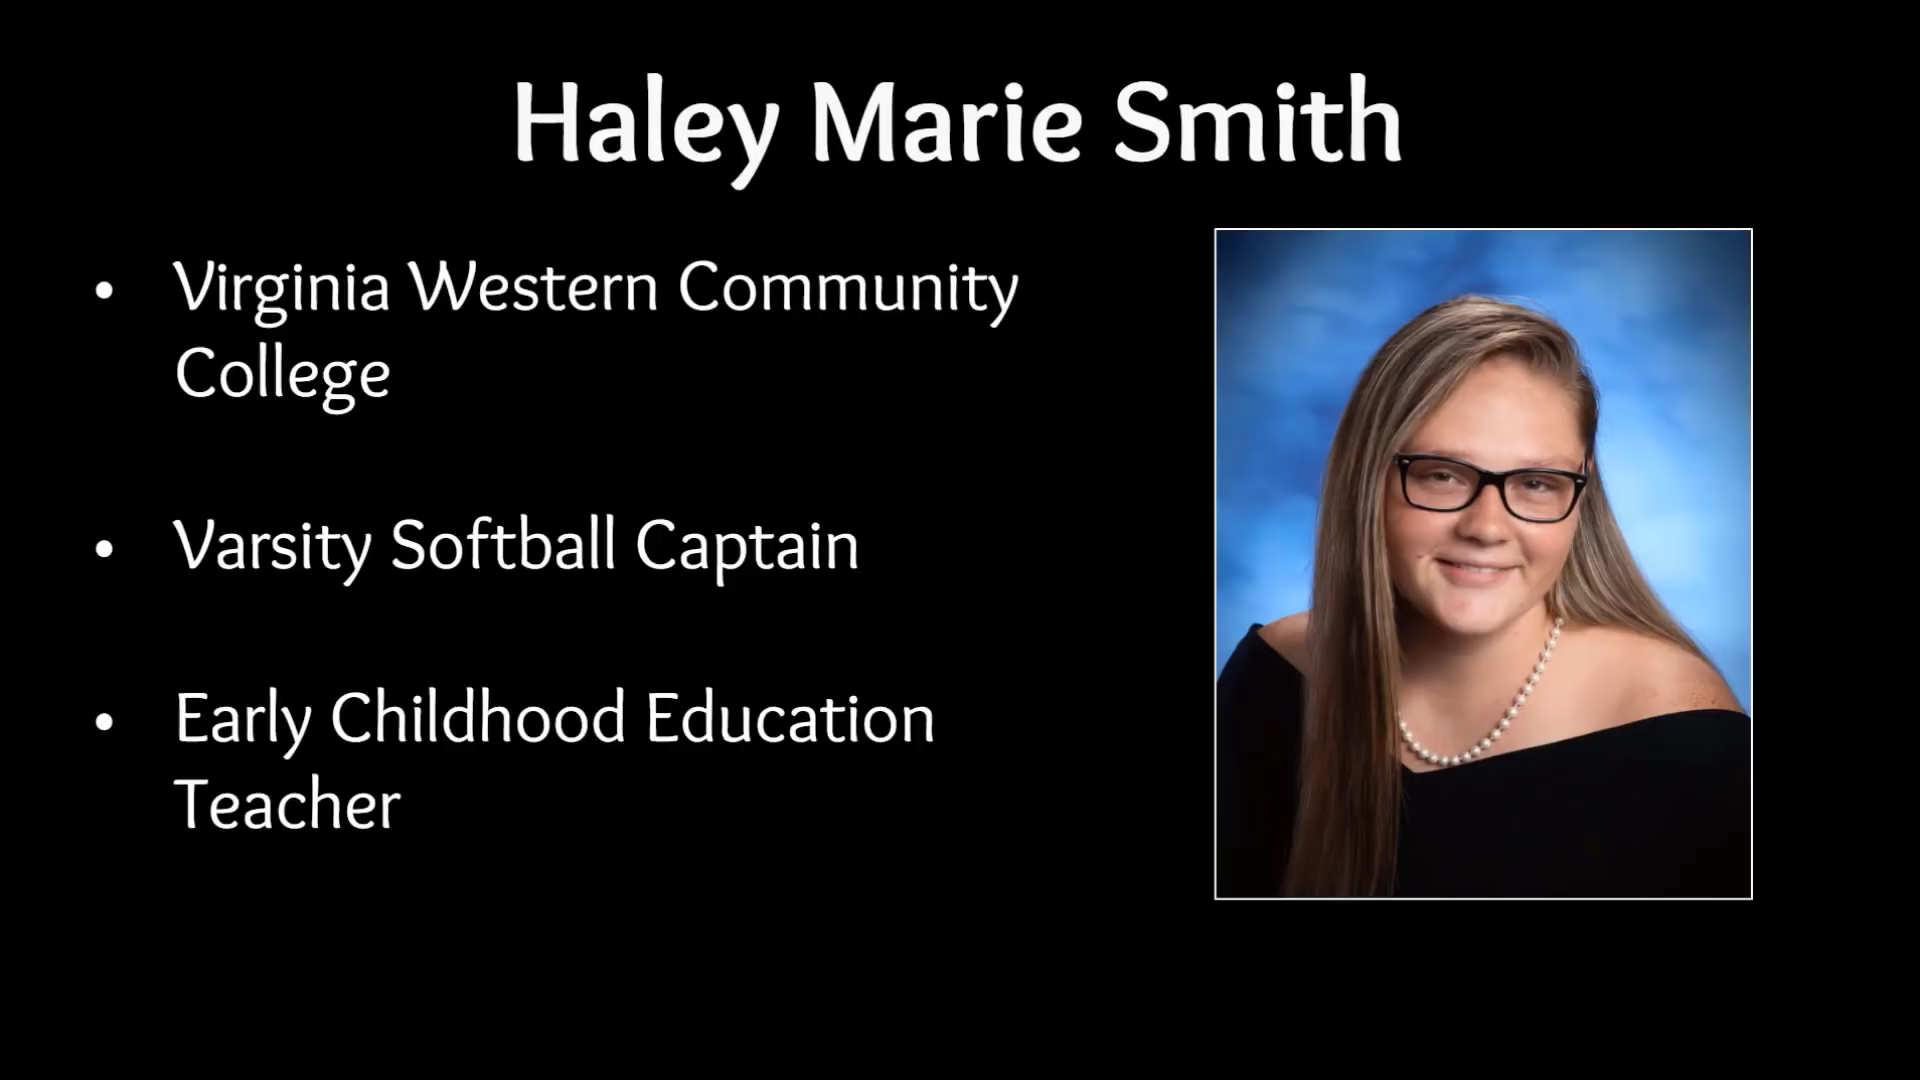 Haley Marie Smith
• Virginia Western Community
College
• Varsity Softball Captain
• Early Childhood Education
Teacher